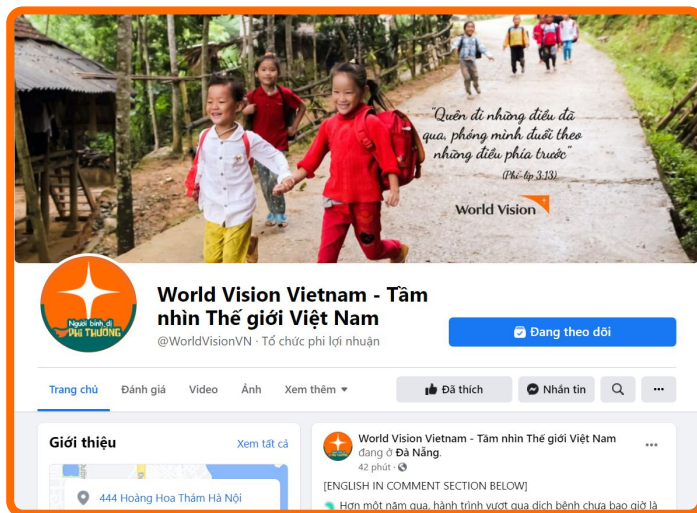 "Quên đi những điều đã
qua, phóng mình đuổi theo
những điều phía trước"
(Phi-líp 3:13)
World Vision
Người bình dị
PHI THƯỜNG
World Vision Vietnam - Tầm
nhìn Thế giới Việt Nam
@WorldVisionVN · Tổ chức phi lợi nhuận
Đang theo dõi
Trang chủ Đánh giá Video Ảnh Xem thêm ▼
Đã thích Nhắn tin ...
Giới thiệu Xem tất cả
444 Hoàng Hoa Thám Hà Nội
World Vision Vietnam - Tầm nhìn Thế giới Việt Nam
đang ở Đà Nẵng.
42 phút ·
[ENGLISH IN COMMENT SECTION BELOW]
Hơn một năm qua, hành trình vượt qua dịch bệnh chưa bao giờ là